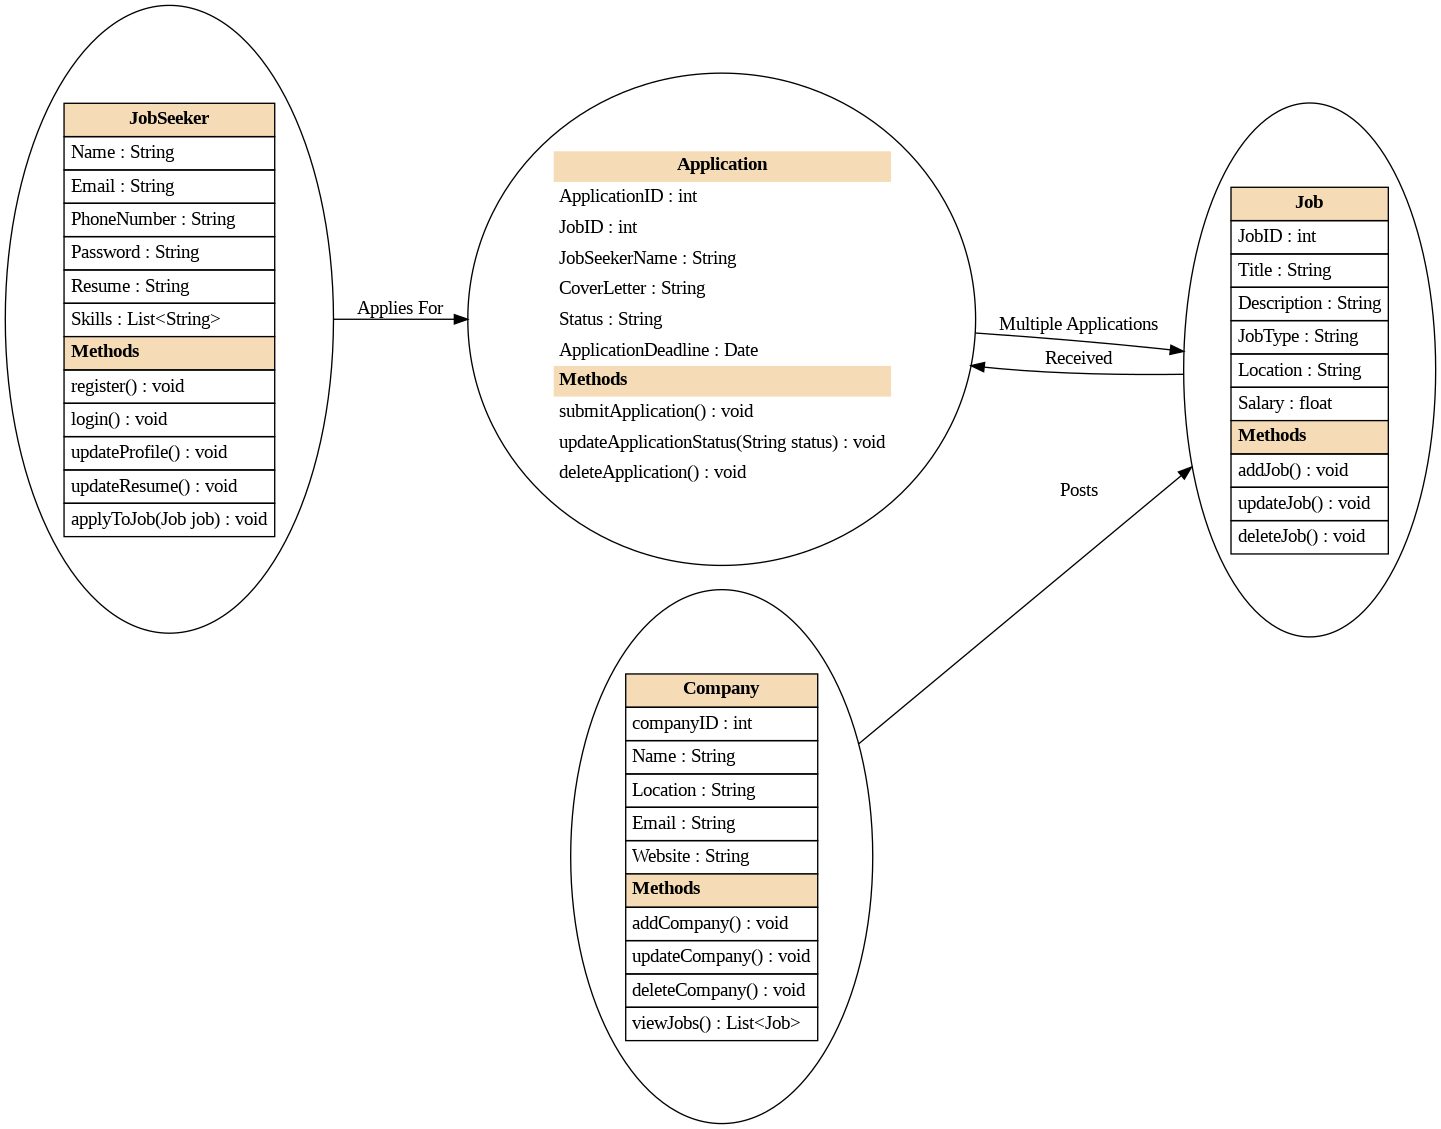 JobSeeker
Name : String
Email : String
PhoneNumber : String
Password : String
Resume : String
Skills : List<String>
Methods
register() : void
login() : void
updateProfile() : void
updateResume() : void
applyToJob(Job job) : void
Applies For
Application
ApplicationID : int
JobID : int
JobSeekerName : String
CoverLetter : String
Status : String
ApplicationDeadline : Date
Methods
submitApplication() : void
updateApplicationStatus(String status) : void
deleteApplication() : void
Multiple Applications
Received
Posts
Job
JobID : int
Title : String
Description : String
JobType : String
Location : String
Salary : float
Methods
addJob() : void
updateJob() : void
deleteJob() : void
Company
companyID : int
Name : String
Location : String
Email : String
Website : String
Methods
addCompany() : void
updateCompany() : void
deleteCompany() : void
viewJobs() : List<Job>